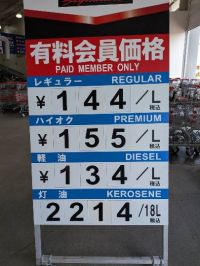 有料会員価格
PAID MEMBER ONLY
レギュラー REGULAR
¥144/L 税込
ハイオク PREMIUM
¥155/L 税込
軽油 DIESEL
¥134/L 税込
灯油 KEROSENE
2214/18L 税込